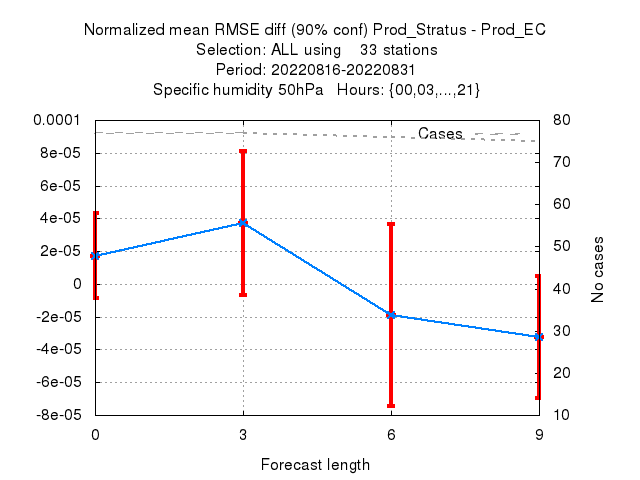 Normalized mean RMSE diff (90% conf) Prod_Stratus - Prod_EC
Selection: ALL using    33 stations
Period: 20220816-20220831
Specific humidity 50hPa   Hours: {00,03,...,21}
0.0001
8e-05
6e-05
4e-05
2e-05
0
-2e-05
-4e-05
-6e-05
-8e-05
Cases
80
70
60
50
40
30
20
10
No cases
0
3
6
9
Forecast length